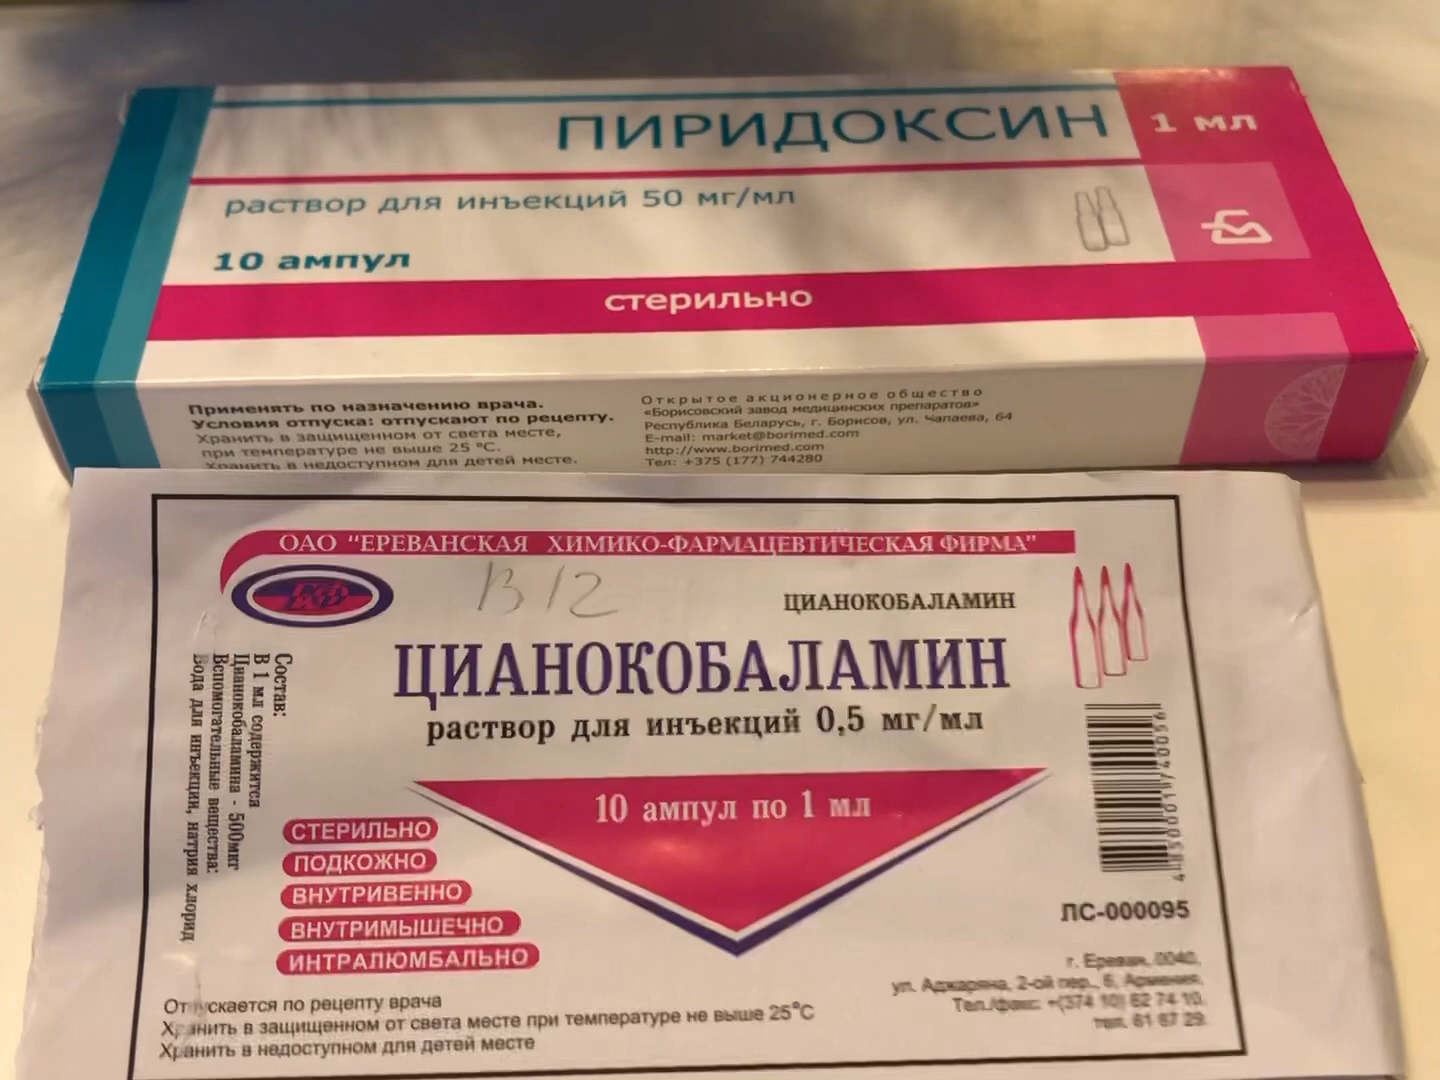 ПИРИДОКСИН
1 мл
раствор для инъекций 50 мг/мл
10 ампул
стерильно
Применять по назначению врача.
Условия отпуска: отпускают по рецепту.
Хранить в защищенном от света месте,
при температуре не выше 25 °C.
Хранить в недоступном для детей месте.
Открытое акционерное общество
«Борисовский завод медицинских препаратов»
Республика Беларусь, г. Борисов, ул. Чапаева, 64
E-mail: market@borimed.com
http://www.borimed.com
Тел: +375 (177) 744280
ОАО "ЕРЕВАНСКАЯ ХИМИКО-ФАРМАЦЕВТИЧЕСКАЯ ФИРМА"
B12
ЦИАНОКОБАЛАМИН
ЦИАНОКОБАЛАМИН
раствор для инъекций 0,5 мг/мл
10 ампул по 1 мл
Состав:
В 1 мл содержится
Цианокобаламина - 500мкг
Вспомогательные вещества:
Вода для инъекции, натрия хлорид
СТЕРИЛЬНО
ПОДКОЖНО
ВНУТРИВЕННО
ВНУТРИМЫШЕЧНО
ИНТРАЛЮМБАЛЬНО
4850001740056
ЛС-000095
г. Ереван, 0040,
ул. Аджаряна, 2-ой пер., 6, Армения,
Тел./факс: +(374 10) 62 74 10,
тел. 61 67 29.
Отпускается по рецепту врача
Хранить в защищенном от света месте при температуре не выше 25°C
Хранить в недоступном для детей месте